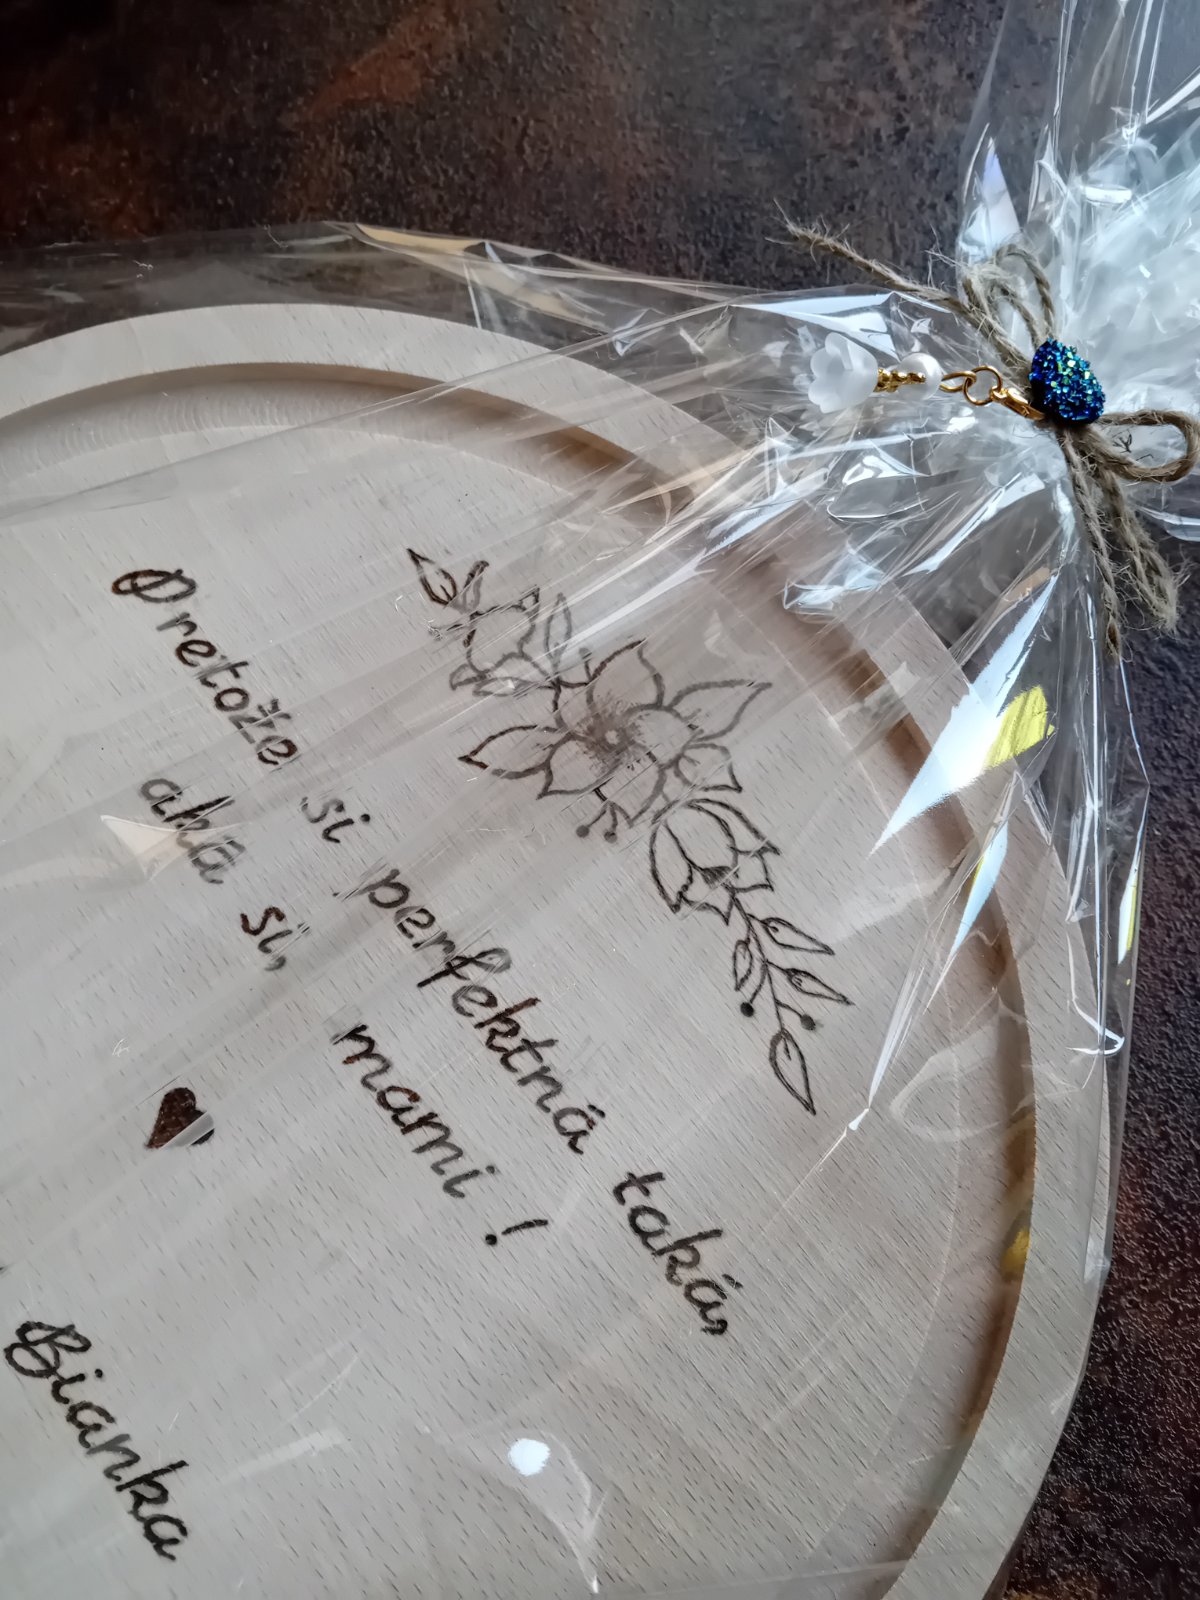 Pretože si perfektná taká,
aká si, mami!
Bianka